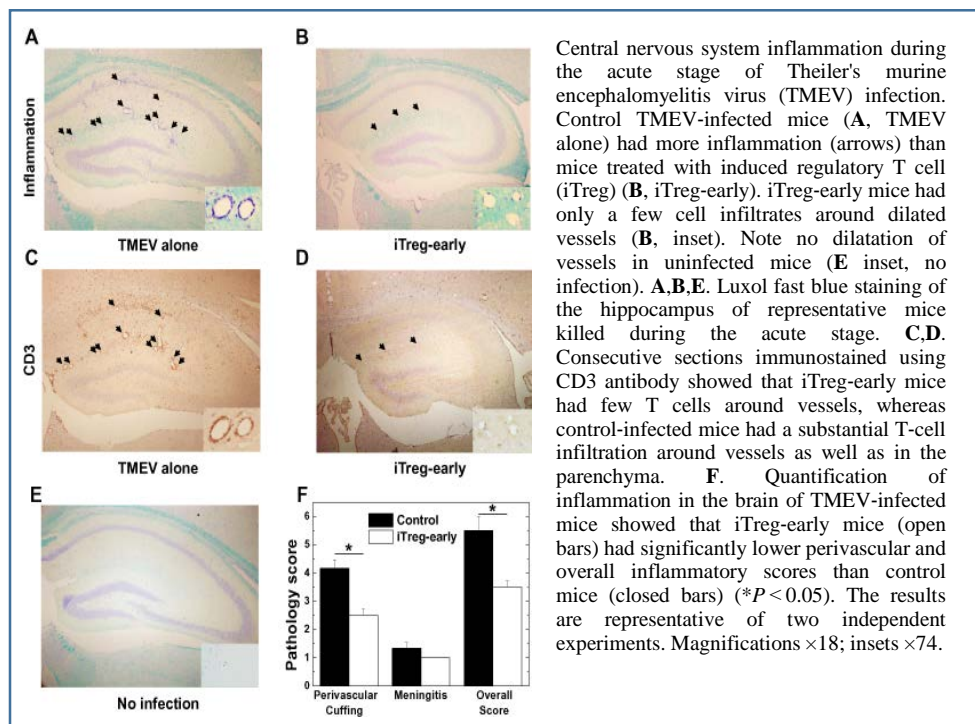 A
B
Inflammation
TMEV alone
iTreg-early
C
D
CD3
TMEV alone
iTreg-early
E
No infection
F
Pathology score
6
5
4
3
2
1
0
Control
iTreg-early
*
*
Perivascular
Cuffing
Meningitis
Overall
Score
Central nervous system inflammation during
the acute stage of Theiler's murine
encephalomyelitis virus (TMEV) infection.
Control TMEV-infected mice (A, TMEV
alone) had more inflammation (arrows) than
mice treated with induced regulatory T cell
(iTreg) (B, iTreg-early). iTreg-early mice had
only a few cell infiltrates around dilated
vessels (B, inset). Note no dilatation of
vessels in uninfected mice (E inset, no
infection). A,B,E. Luxol fast blue staining of
the hippocampus of representative mice
killed during the acute stage. C,D.
Consecutive sections immunostained using
CD3 antibody showed that iTreg-early mice
had few T cells around vessels, whereas
control-infected mice had a substantial T-cell
infiltration around vessels as well as in the
parenchyma. F. Quantification of
inflammation in the brain of TMEV-infected
mice showed that iTreg-early mice (open
bars) had significantly lower perivascular and
overall inflammatory scores than control
mice (closed bars) (*P < 0.05). The results
are representative of two independent
experiments. Magnifications ×18; insets ×74.